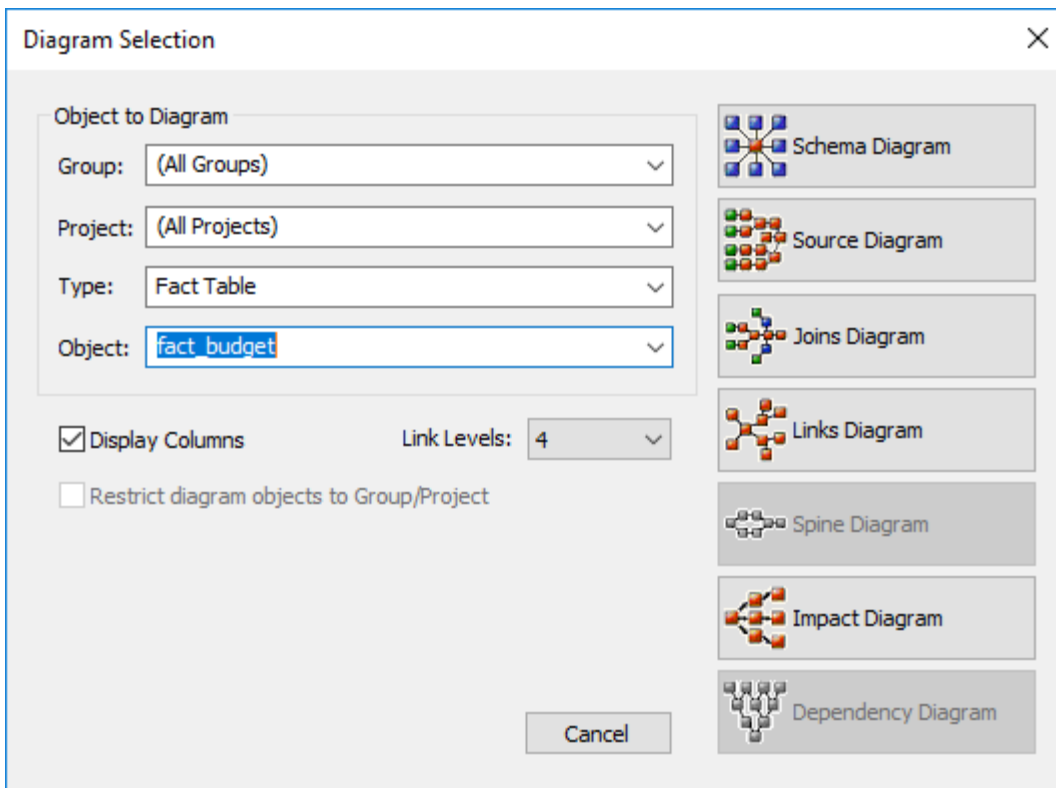 Diagram Selection
Object to Diagram
Group: (All Groups)
Project: (All Projects)
Type: Fact Table
Object: fact_budget
Display Columns Link Levels: 4
Restrict diagram objects to Group/Project
Cancel
Schema Diagram
Source Diagram
Joins Diagram
Links Diagram
Spine Diagram
Impact Diagram
Dependency Diagram